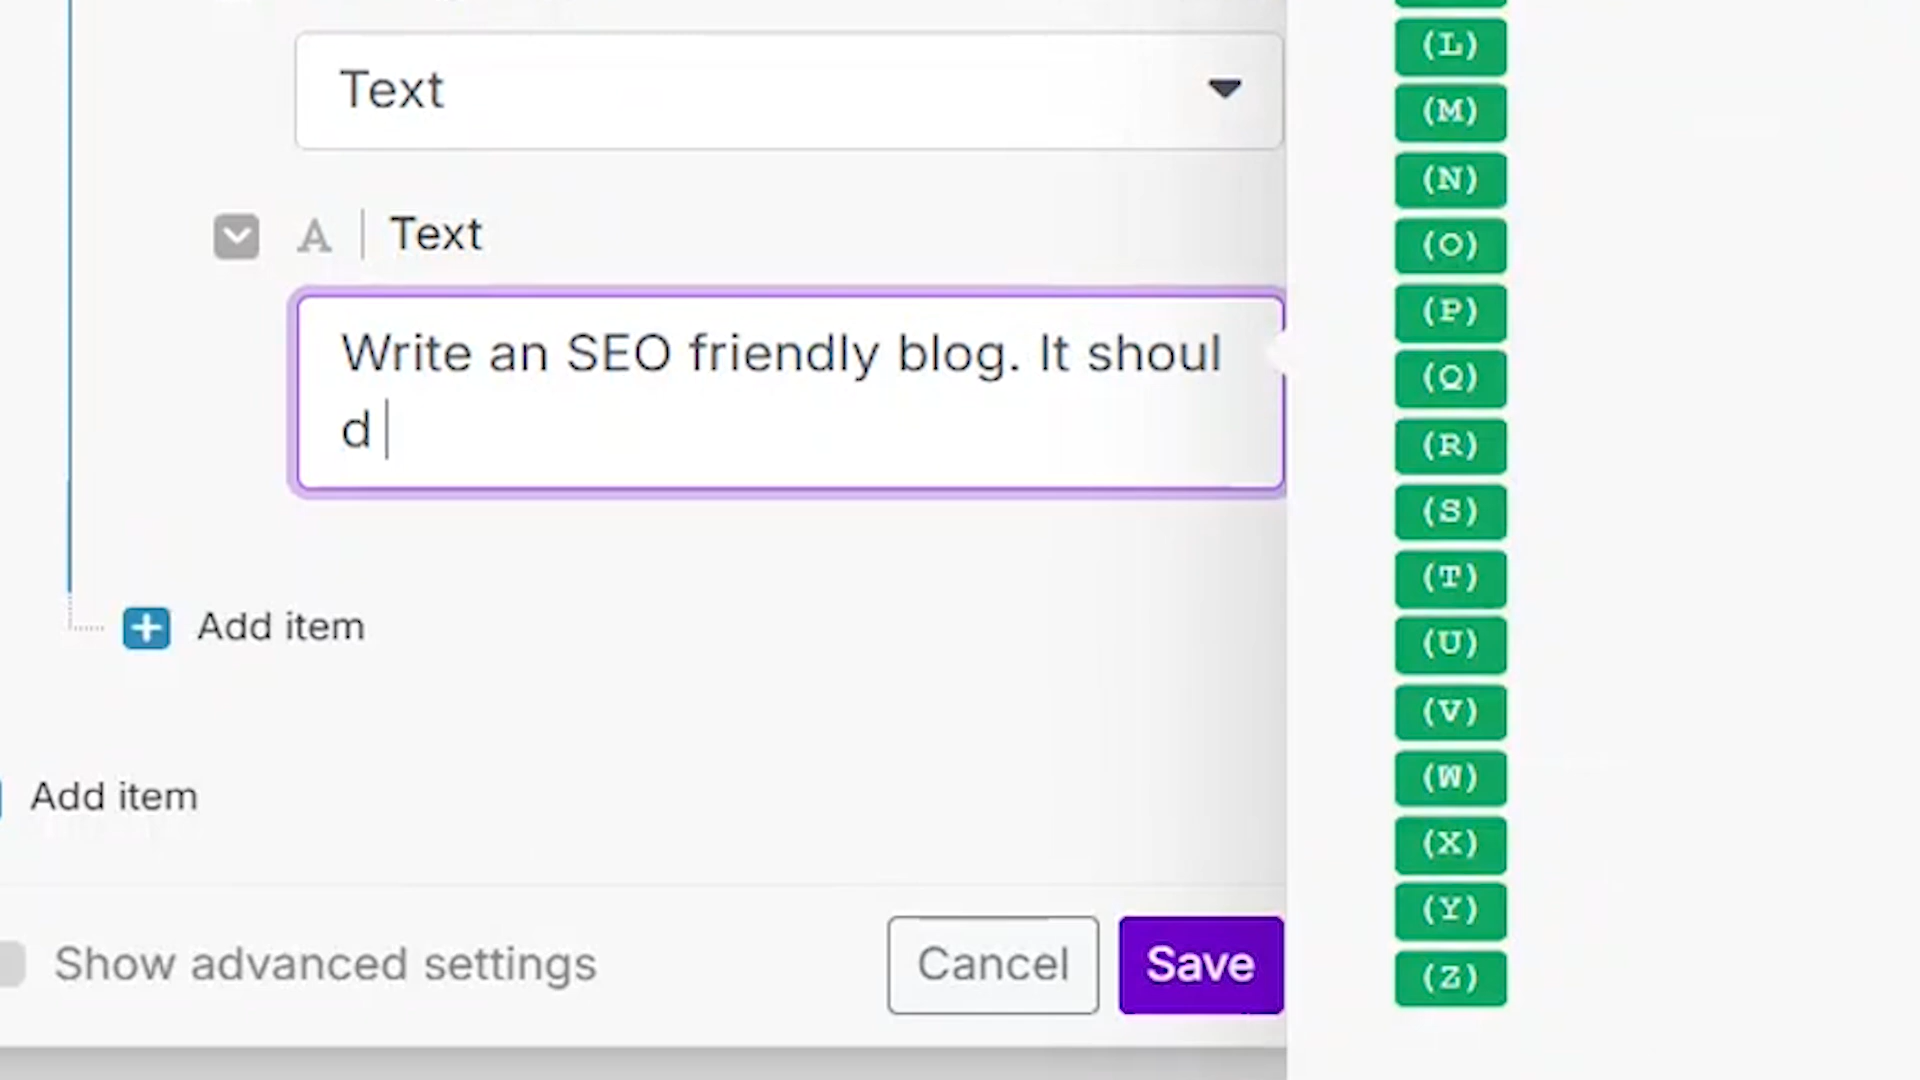 Text
A Text
Write an SEO friendly blog. It shoul
d
Add item
Add item
Show advanced settings
Cancel
Save
(L)
(M)
(N)
(O)
(P)
(Q)
(R)
(S)
(T)
(U)
(V)
(W)
(X)
(Y)
(Z)